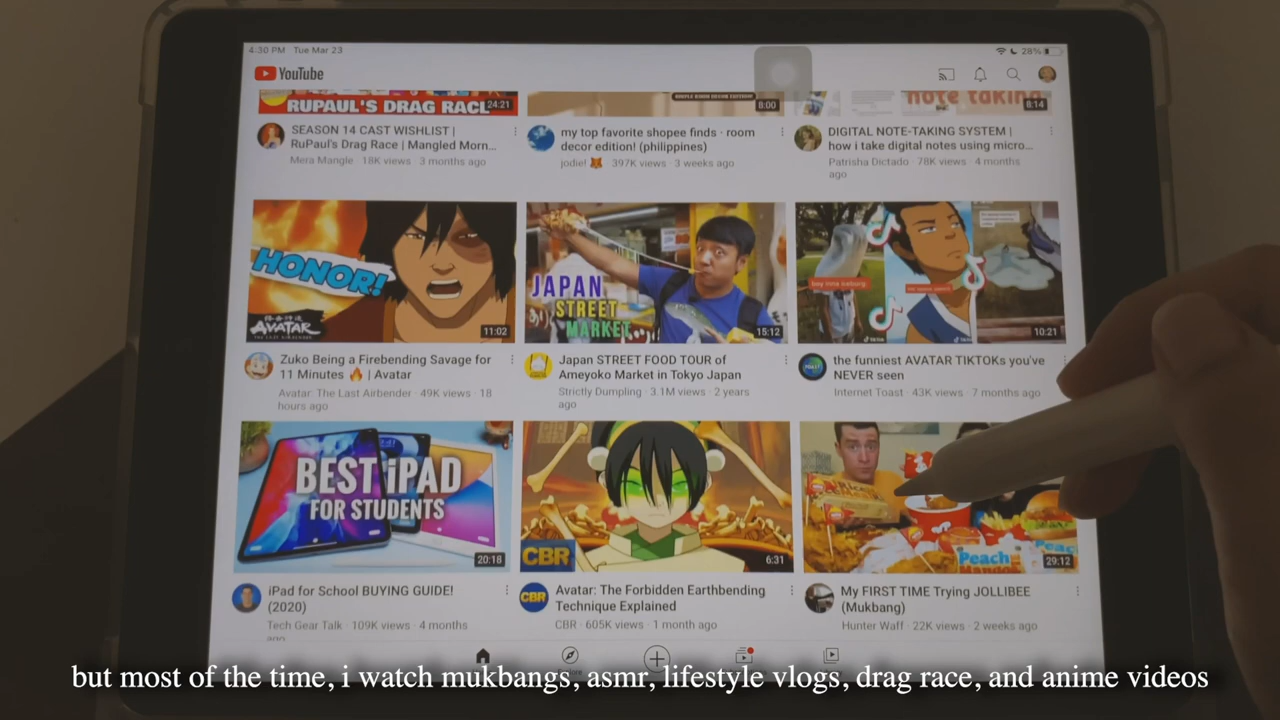 4:30 PM Tue Mar 23
28%
YouTube
RUPAUL'S DRAG RACE
24:21
8:00
note taking
8:14
SEASON 14 CAST WISHLIST |
RuPaul's Drag Race | Mangled Morn...
Mera Mangle · 18K views · 3 months ago
my top favorite shopee finds · room
decor edition! (philippines)
jodie! 🦊 397K views · 3 weeks ago
DIGITAL NOTE-TAKING SYSTEM |
how i take digital notes using micro...
Patrisha Dictado · 78K views · 4 months
ago
HONOR!
AVATAR
11:02
JAPAN
STREET
MARKET
15:12
10:21
Zuko Being a Firebending Savage for
11 Minutes 🔥 | Avatar
Avatar: The Last Airbender · 49K views · 18
hours ago
Japan STREET FOOD TOUR of
Ameyoko Market in Tokyo Japan
Strictly Dumpling · 3.1M views · 2 years
ago
the funniest AVATAR TIKTOKs you've
NEVER seen
Internet Toast · 43K views · 7 months ago
BEST iPAD
FOR STUDENTS
20:18
CBR
6:31
Peach
Mango
29:12
iPad for School BUYING GUIDE!
(2020)
Tech Gear Talk · 109K views · 4 months
ago
CBR
Avatar: The Forbidden Earthbending
Technique Explained
CBR · 605K views · 1 month ago
My FIRST TIME Trying JOLLIBEE
(Mukbang)
Hunter Waff · 22K views · 2 weeks ago
but most of the time, i watch mukbangs, asmr, lifestyle vlogs, drag race, and anime videos